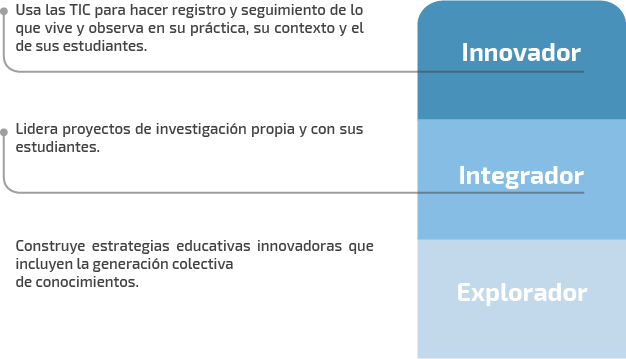 Usa las TIC para hacer registro y seguimiento de lo
que vive y observa en su práctica, su contexto y el
de sus estudiantes.
Innovador
Lidera proyectos de investigación propia y con sus
estudiantes.
Integrador
Construye estrategias educativas innovadoras que
incluyen la generación colectiva
de conocimientos.
Explorador